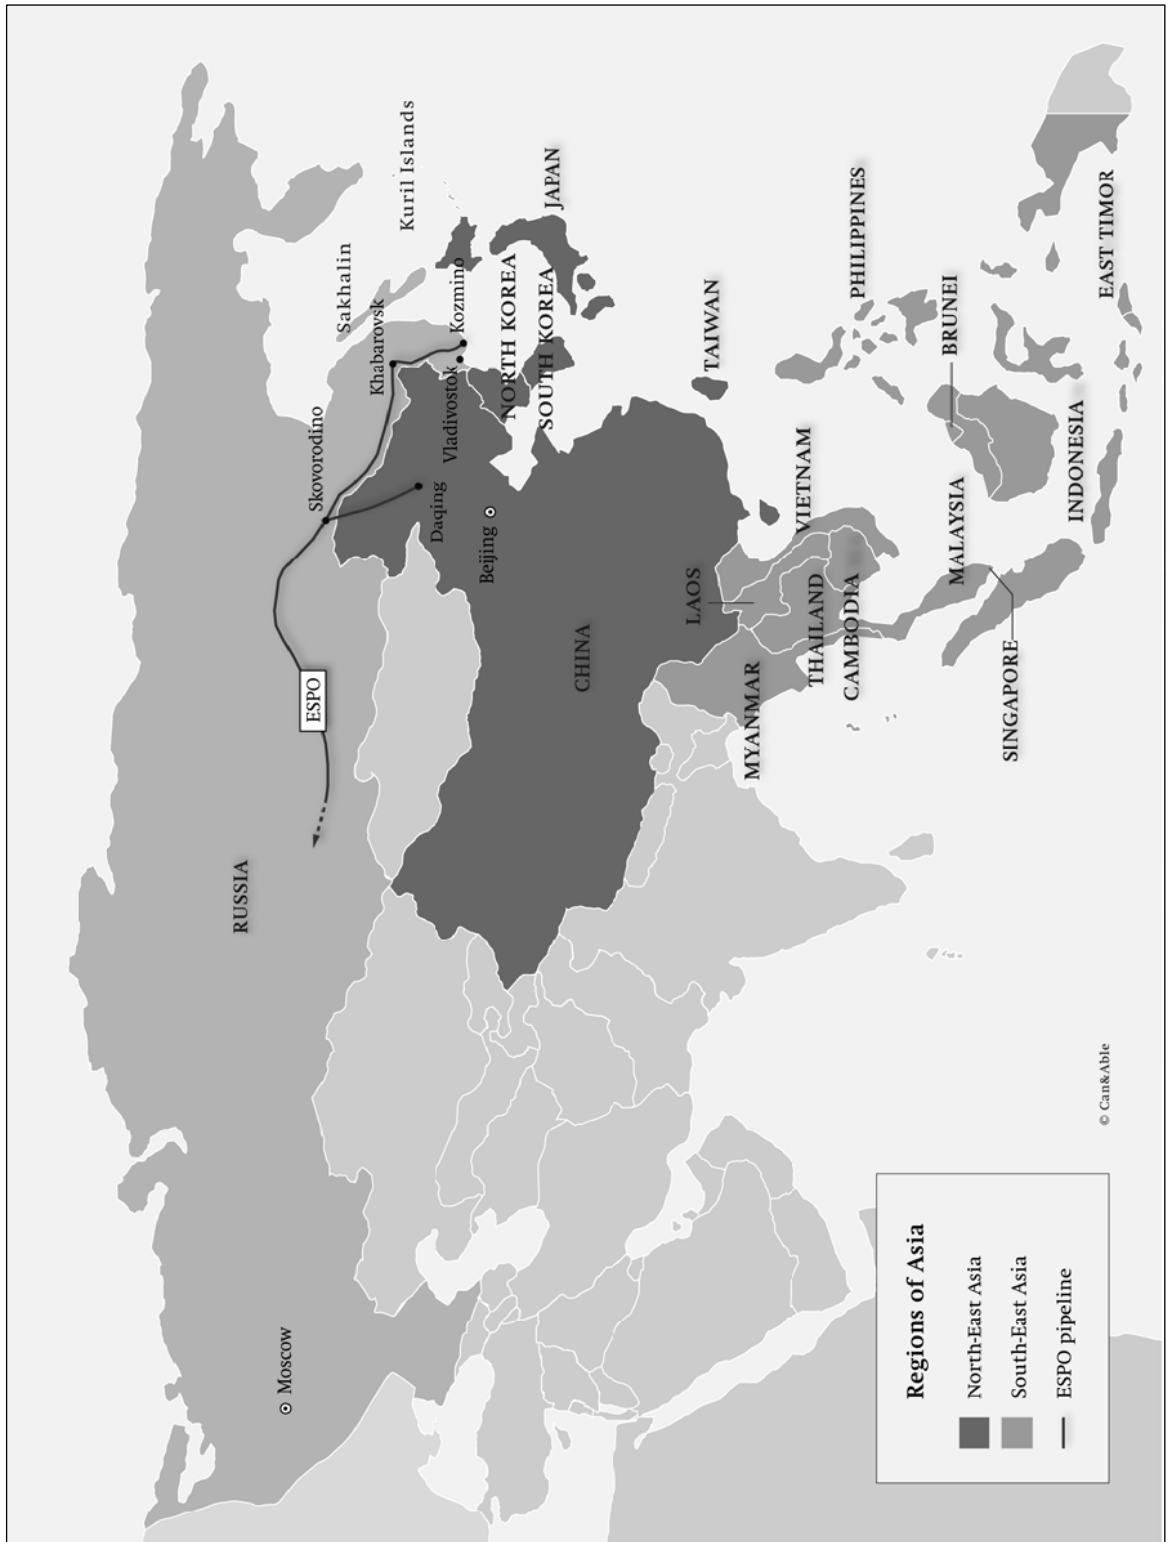 Kuril Islands
Sakhalin
JAPAN
Khabarovsk
Kozmino
NORTH KOREA
SOUTH KOREA
Skovorodino
Vladivostok
Daqing
Beijing
TAIWAN
PHILIPPINES
EAST TIMOR
BRUNEI
VIETNAM
INDONESIA
MALAYSIA
LAOS
THAILAND
CAMBODIA
SINGAPORE
MYANMAR
CHINA
ESPO
RUSSIA
Moscow
© Can&Able
Regions of Asia
North-East Asia
South-East Asia
ESPO pipeline